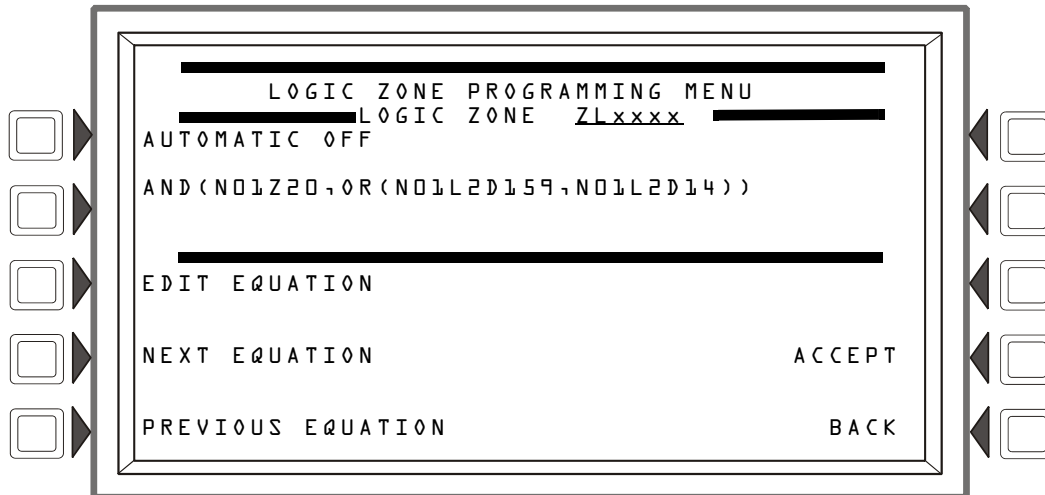 LOGIC ZONE PROGRAMMING MENU
LOGIC ZONE ZLxxxx
AUTOMATIC OFF
AND(N01Z20,OR(N01L2D159,N01L2D14))
EDIT EQUATION
NEXT EQUATION ACCEPT
PREVIOUS EQUATION BACK